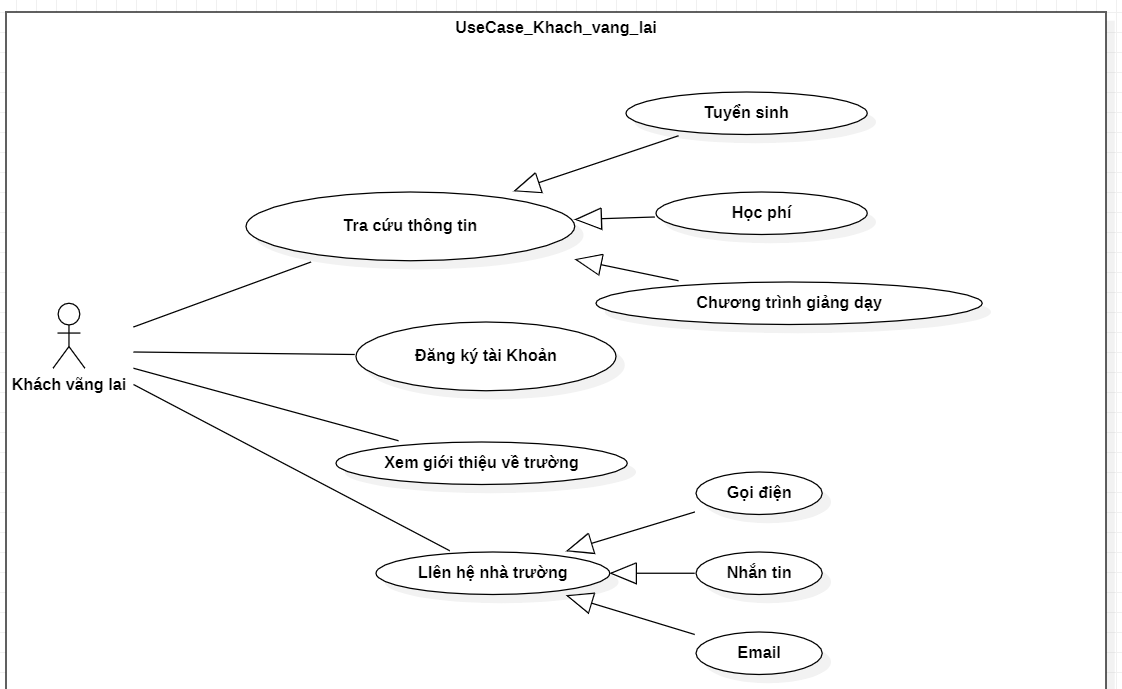 UseCase_Khach_vang_lai
Tuyển sinh
Tra cứu thông tin
Học phí
Chương trình giảng dạy
Khách vãng lai
Đăng ký tài Khoản
Xem giới thiệu về trường
Gọi điện
LIên hệ nhà trường
Nhắn tin
Email